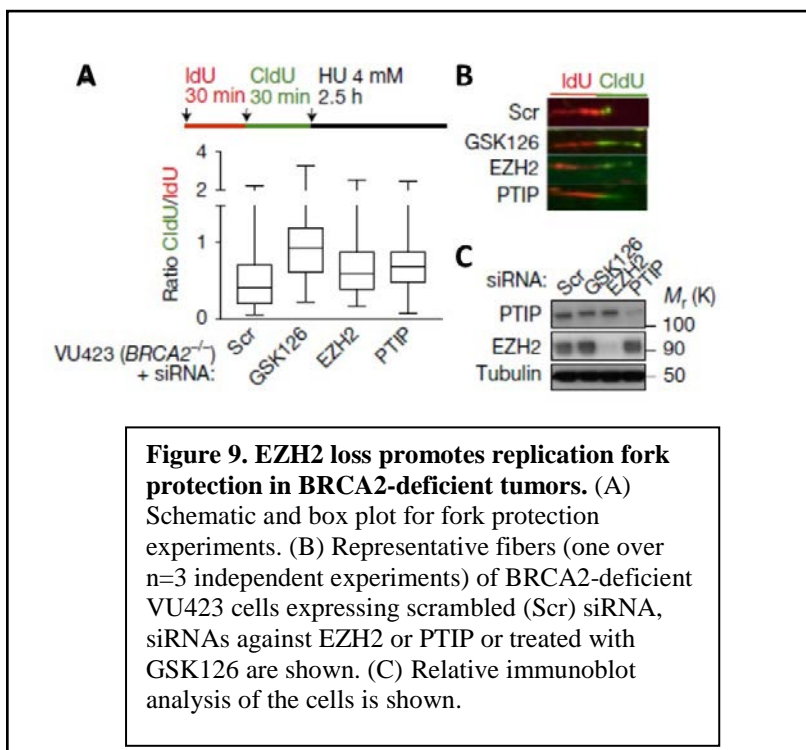 A
IdU CldU HU 4 mM
30 min 30 min 2.5 h
Ratio CldU/IdU
4
2
1
0
Scr GSK126 EZH2 PTIP
VU423 (BRCA2−/−)
+ siRNA:
B
IdU CldU
Scr
GSK126
EZH2
PTIP
C
siRNA: Scr GSK126 EZH2 PTIP Mr (K)
PTIP
100
EZH2 90
Tubulin 50
Figure 9. EZH2 loss promotes replication fork
protection in BRCA2-deficient tumors. (A)
Schematic and box plot for fork protection
experiments. (B) Representative fibers (one over
n=3 independent experiments) of BRCA2-deficient
VU423 cells expressing scrambled (Scr) siRNA,
siRNAs against EZH2 or PTIP or treated with
GSK126 are shown. (C) Relative immunoblot
analysis of the cells is shown.